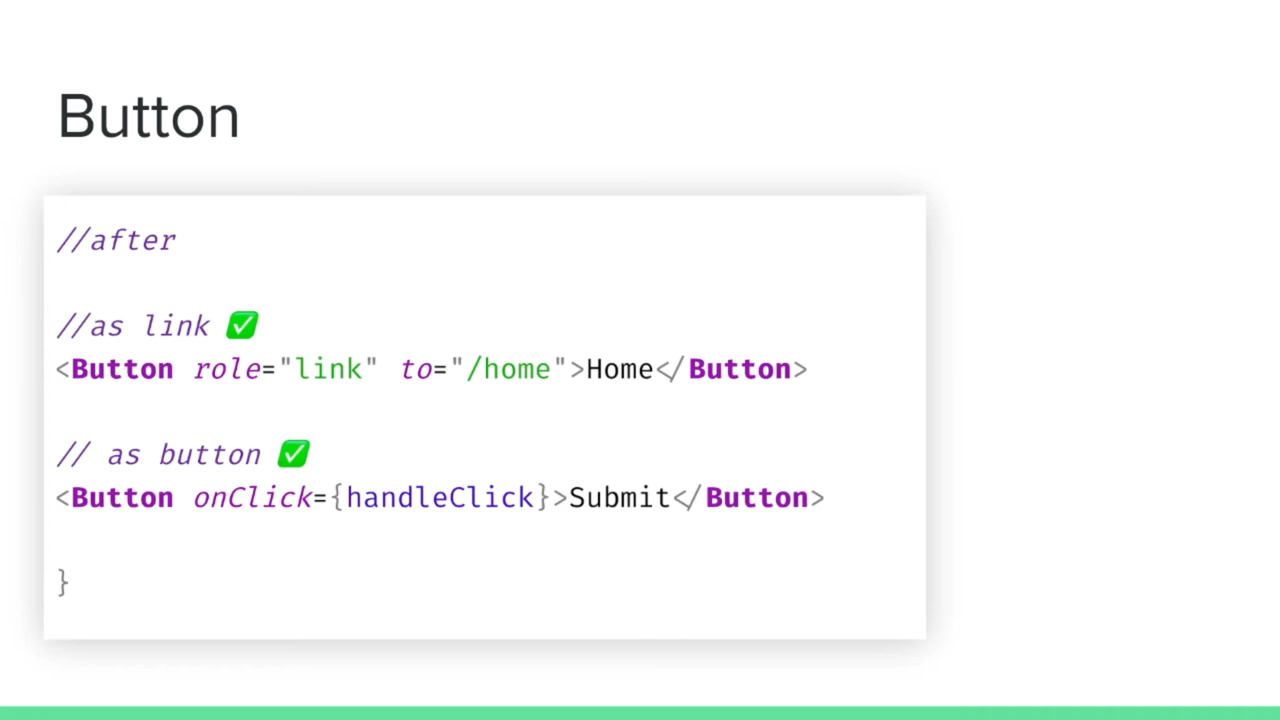 Button
//after
//as link ✅
<Button role="link" to="/home">Home</Button>
// as button ✅
<Button onClick={handleClick}>Submit</Button>
}